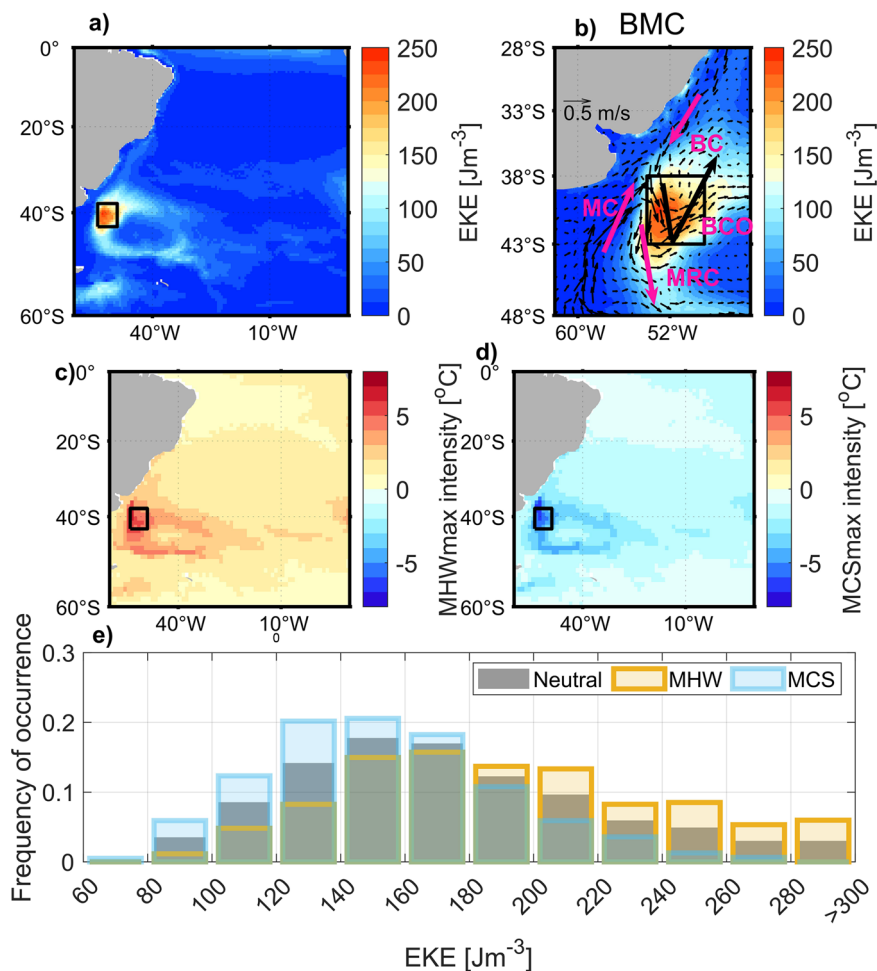 a)
0°
20°S
40°S
60°S
40°W
10°W
250
200
150
100
50
0
EKE [Jm⁻³]
b) BMC
28°S
33°S
38°S
43°S
48°S
60°W
52°W
0.5 m/s
BC
MC
BCO
MRC
250
200
150
100
50
0
EKE [Jm⁻³]
c)
0°
20°S
40°S
60°S
40°W
10°W
0
5
0
-5
MHWmax intensity [°C]
d)
0°
20°S
40°S
60°S
40°W
10°W
5
0
-5
MCSmax intensity [°C]
e)
Frequency of occurrence
0.3
0.2
0.1
0
Neutral MHW MCS
60 80 100 120 140 160 180 200 220 240 260 280 >300
EKE [Jm⁻³]